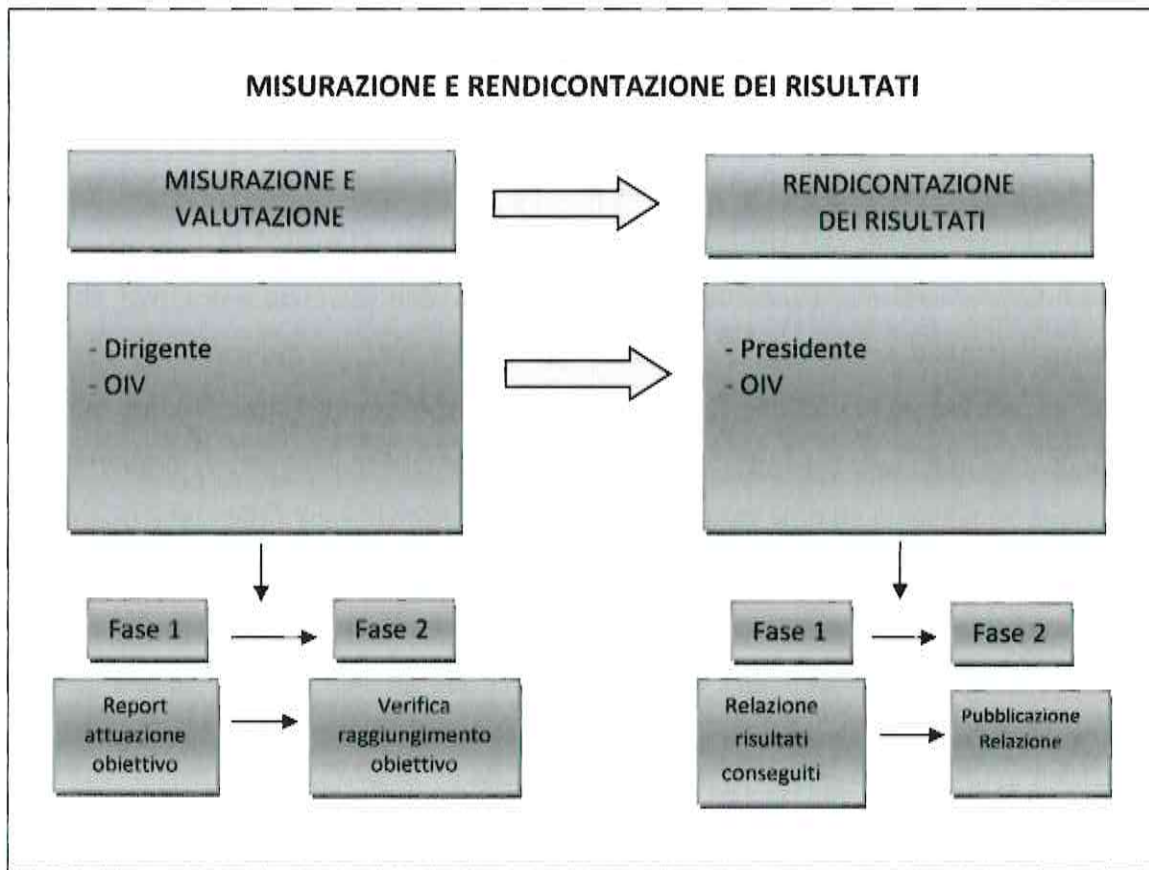 MISURAZIONE E RENDICONTAZIONE DEI RISULTATI
MISURAZIONE E
VALUTAZIONE
RENDICONTAZIONE
DEI RISULTATI
- Dirigente
- OIV
- Presidente
- OIV
Fase 1
Fase 2
Fase 1
Fase 2
Report
attuazione
obiettivo
Verifica
raggiungimento
obiettivo
Relazione
risultati
conseguiti
Pubblicazione
Relazione